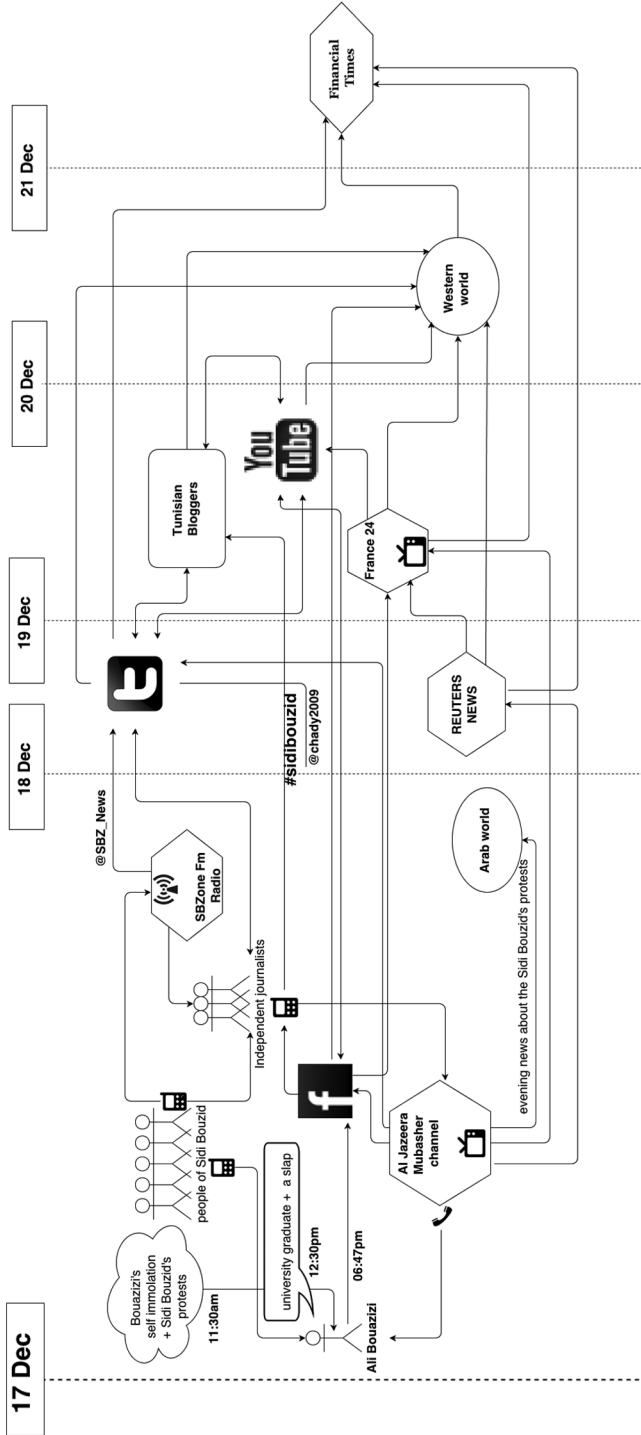 17 Dec
18 Dec
19 Dec
20 Dec
21 Dec
Bouazizi's
self immolation
+ Sidi Bouzid's
protests
11:30am
people of Sidi Bouzid
university graduate + a slap
12:30pm
06:47pm
Ali Bouazizi
@SBZ_News
SBZone Fm
Radio
Independent journalists
f
Al Jazeera
Mubasher
channel
evening news about the Sidi Bouzid's protests
Arab world
t
#sidibouzid
@chady2009
REUTERS
NEWS
Tunisian
Bloggers
You
Tube
France 24
Western
world
Financial
Times